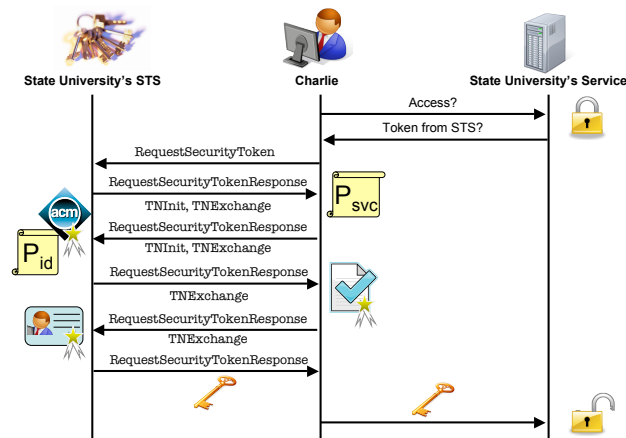 State University's STS
Charlie
State University's Service
Access?
Token from STS?
RequestSecurityToken
RequestSecurityTokenResponse
TNInit, TNExchange
P svc
acm
RequestSecurityTokenResponse
TNInit, TNExchange
P id
RequestSecurityTokenResponse
TNExchange
RequestSecurityTokenResponse
TNExchange
RequestSecurityTokenResponse